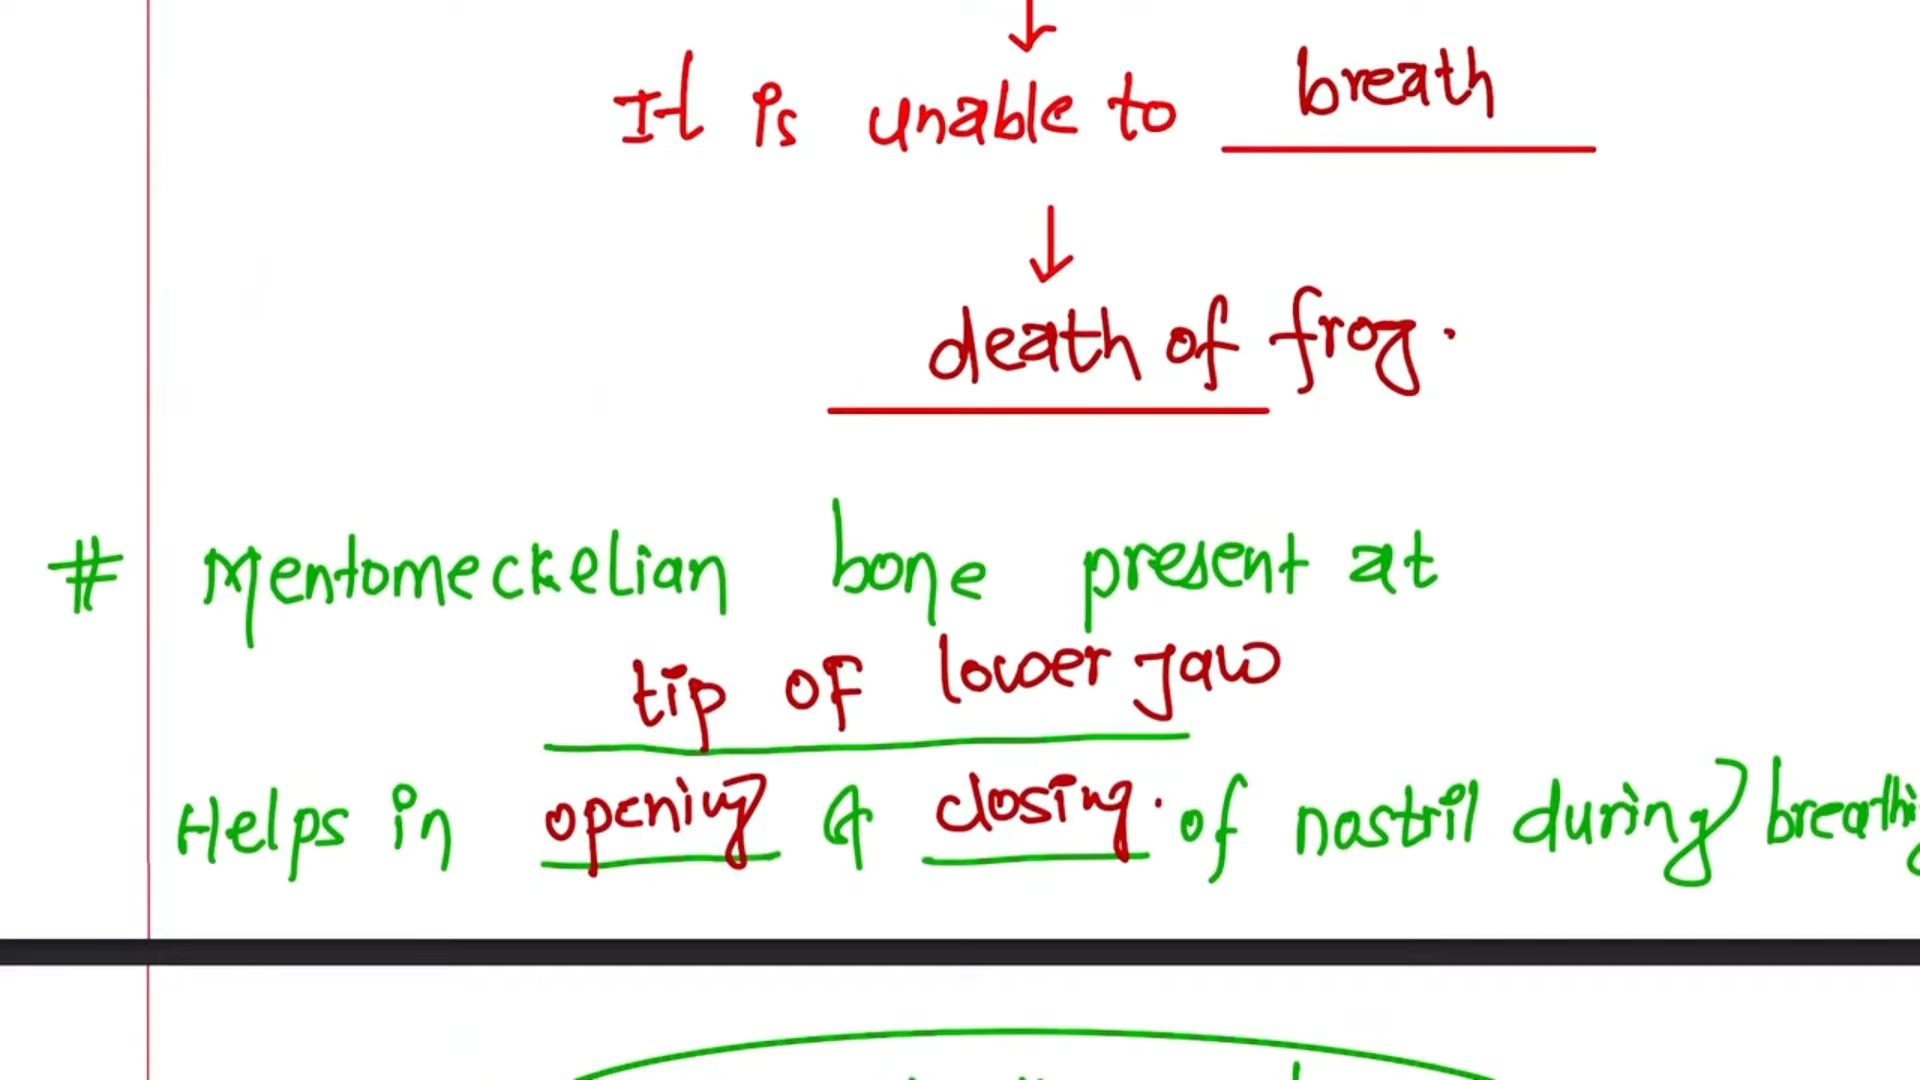 It is unable to breath
death of frog.
# Mentomeckelian bone present at
tip of lower jaw
Helps in opening & closing. of nostril during